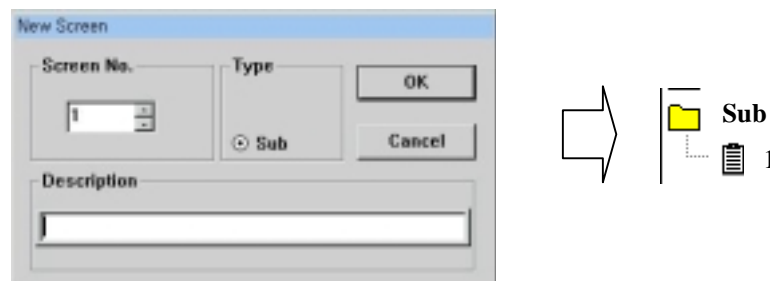 New Screen
Screen No.
Type
OK
1
Sub
Cancel
Description
Sub
1